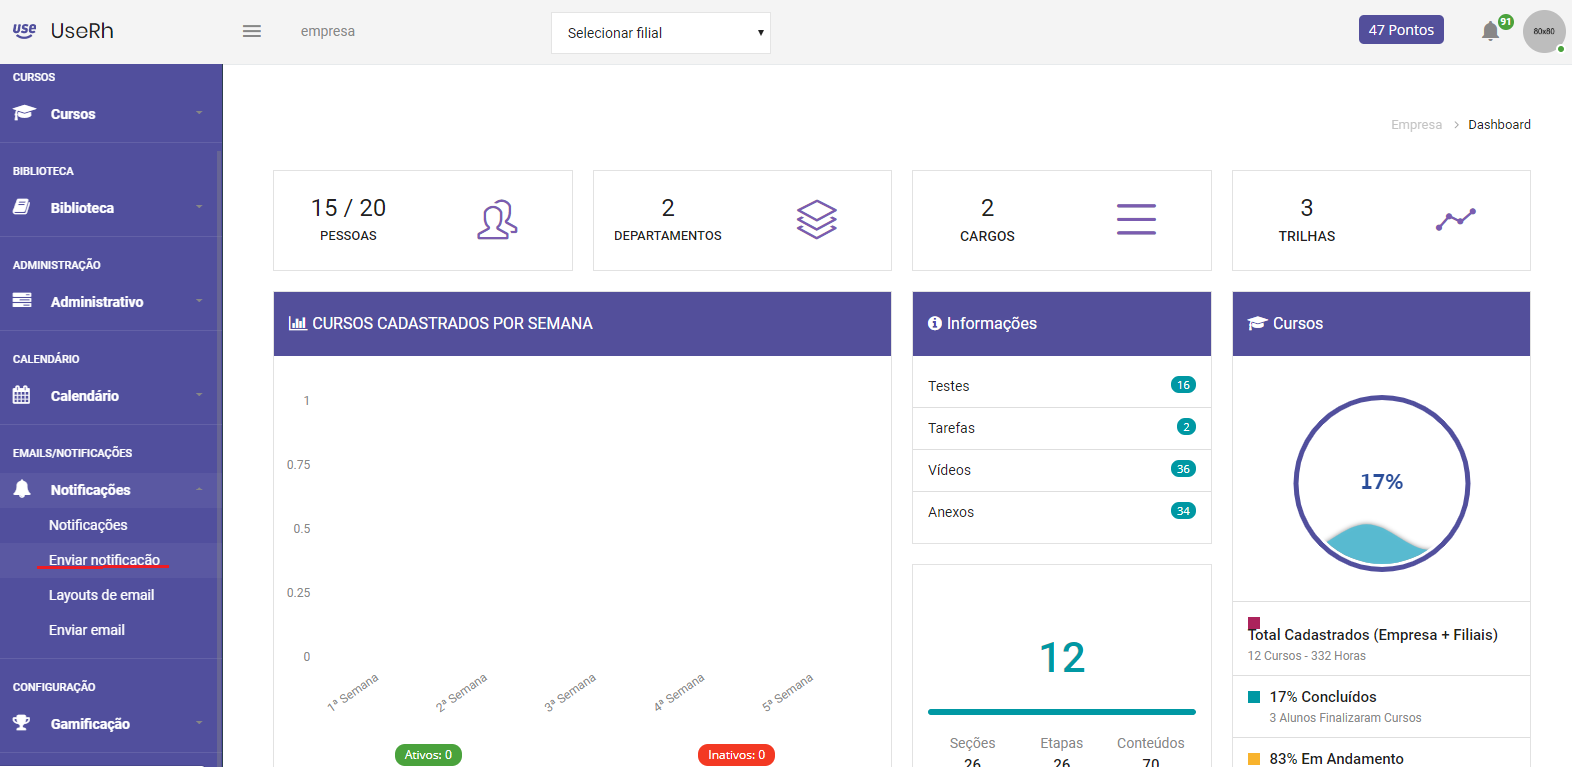 use UseRh
empresa
Selecionar filial
47 Pontos
91
80x80
CURSOS
Cursos
BIBLIOTECA
Biblioteca
ADMINISTRAÇÃO
Administrativo
CALENDÁRIO
Calendário
EMAILS/NOTIFICAÇÕES
Notificações
Notificações
Enviar notificacão
Layouts de email
Enviar email
CONFIGURAÇÃO
Gamificação
Empresa > Dashboard
15 / 20
PESSOAS
2
DEPARTAMENTOS
2
CARGOS
3
TRILHAS
CURSOS CADASTRADOS POR SEMANA
1
0.75
0.5
0.25
0
1ª Semana
2ª Semana
3ª Semana
4ª Semana
5ª Semana
Ativos: 0
Inativos: 0
Informações
Testes 16
Tarefas 2
Vídeos 36
Anexos 34
12
Seções Etapas Conteúdos
26 26 70
Cursos
17%
Total Cadastrados (Empresa + Filiais)
12 Cursos - 332 Horas
17% Concluídos
3 Alunos Finalizaram Cursos
83% Em Andamento